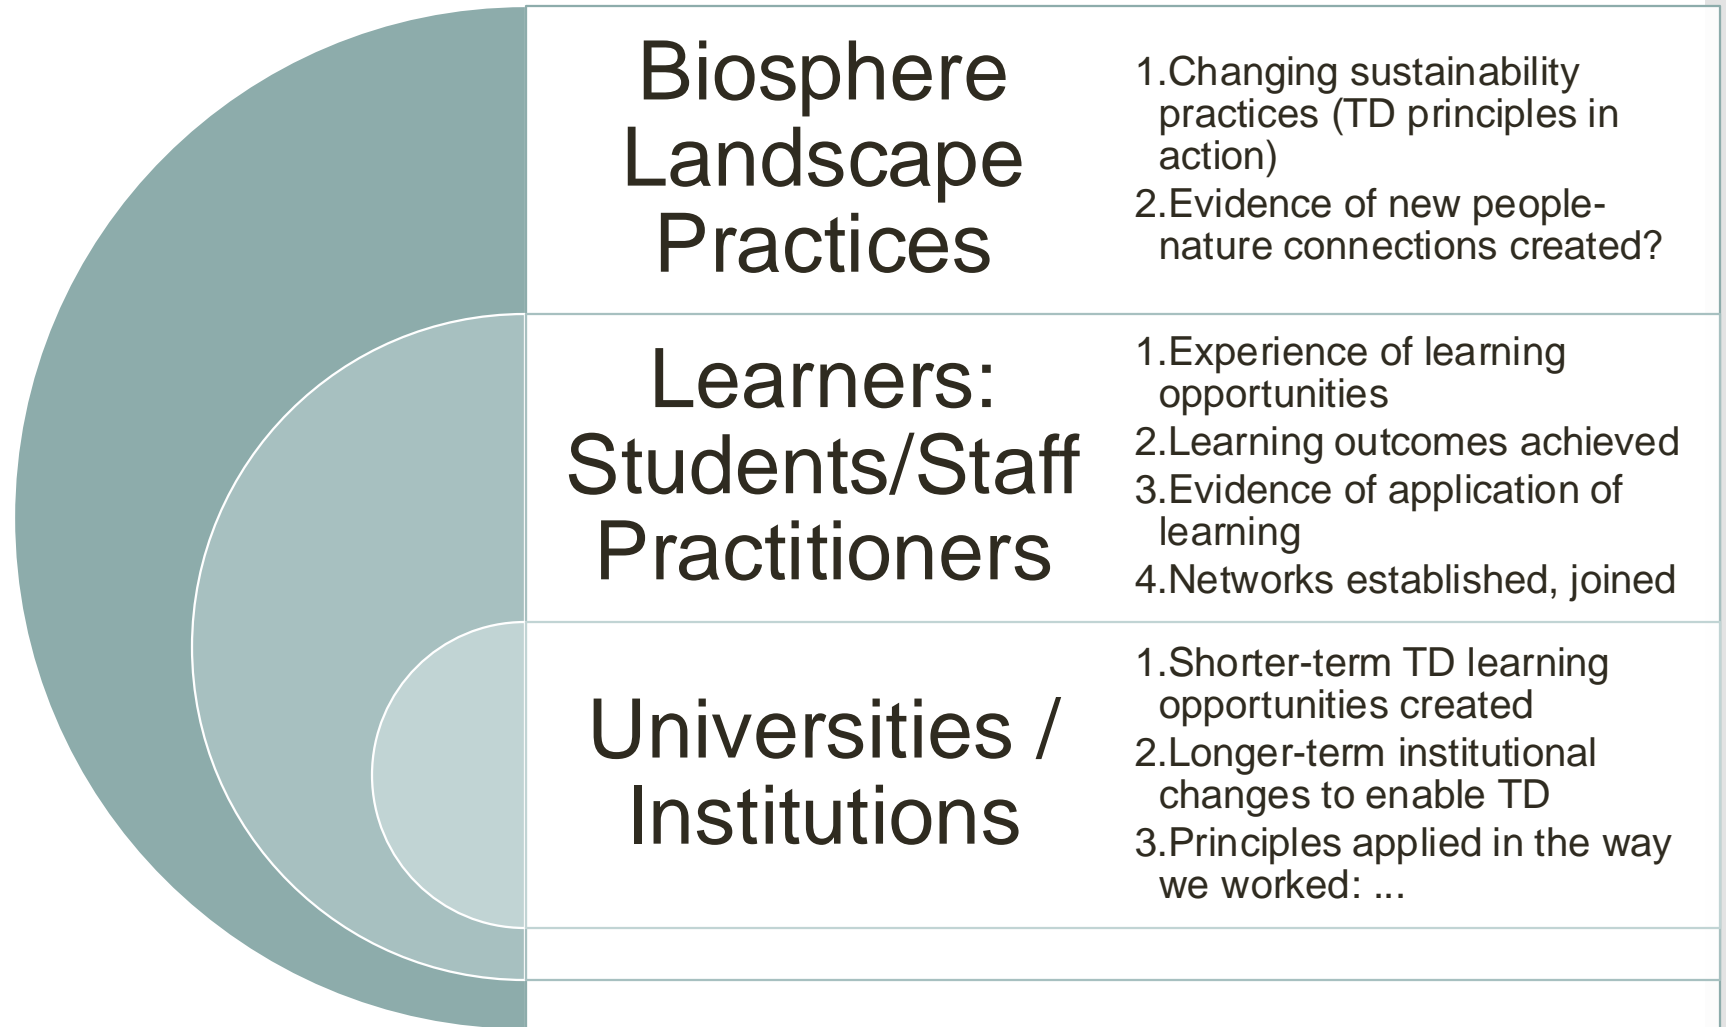 Biosphere
Landscape
Practices
1.Changing sustainability
practices (TD principles in
action)
2.Evidence of new people-
nature connections created?
Learners:
Students/Staff
Practitioners
1.Experience of learning
opportunities
2.Learning outcomes achieved
3.Evidence of application of
learning
4.Networks established, joined
Universities /
Institutions
1.Shorter-term TD learning
opportunities created
2.Longer-term institutional
changes to enable TD
3.Principles applied in the way
we worked: ...